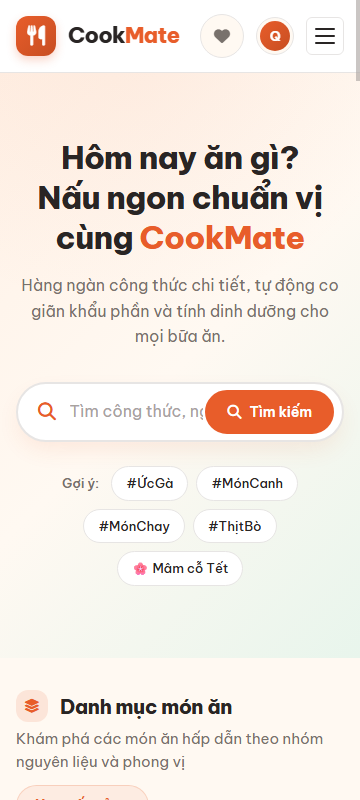 CookMate
Q
Hôm nay ăn gì?
Nấu ngon chuẩn vị
cùng CookMate
Hàng ngàn công thức chi tiết, tự động co
giãn khẩu phần và tính dinh dưỡng cho
mọi bữa ăn.
Tìm công thức, ng
Tìm kiếm
Gợi ý:
#ỨcGà
#MónCanh
#MónChay
#ThịtBò
Mâm cỗ Tết
Danh mục món ăn
Khám phá các món ăn hấp dẫn theo nhóm
nguyên liệu và phong vị